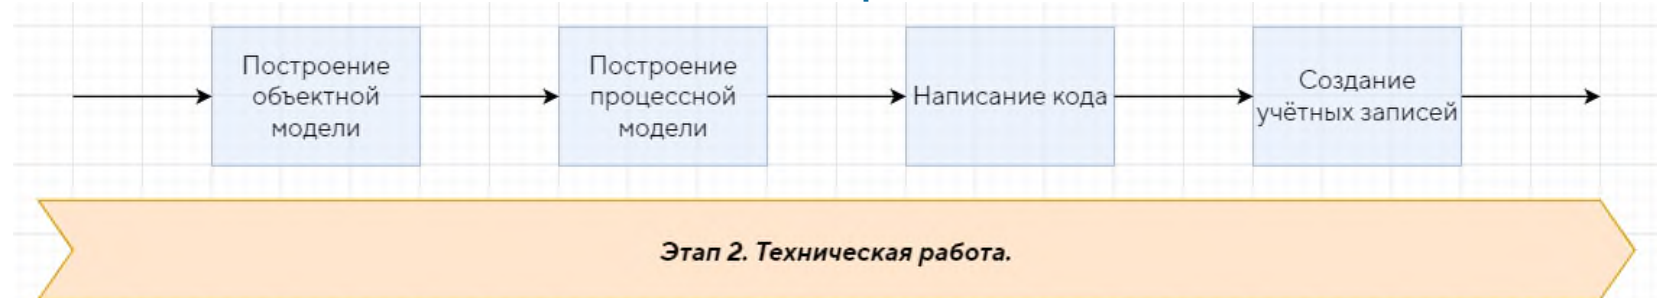 Построение
объектной
модели
Построение
процессной
модели
Написание кода
Создание
учётных записей
Этап 2. Техническая работа.